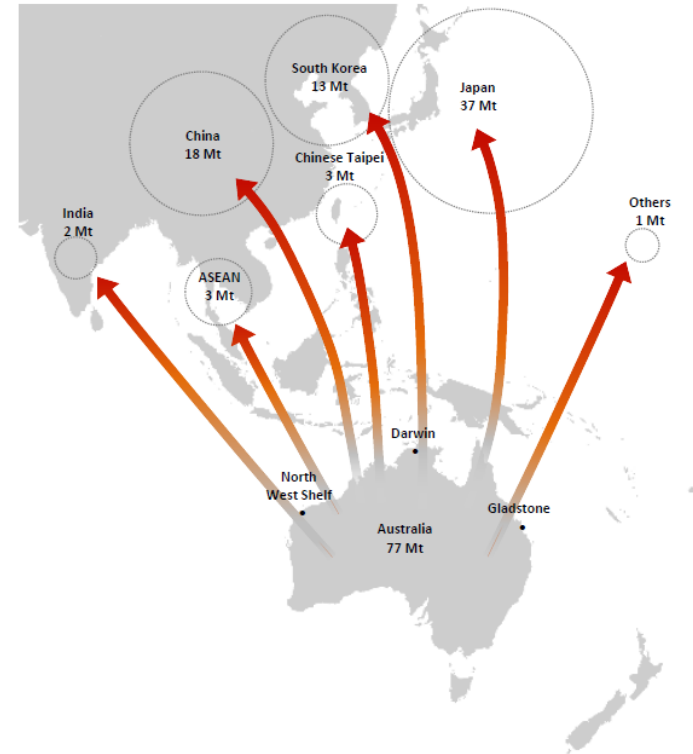 South Korea
13 Mt
Japan
37 Mt
China
18 Mt
Chinese Taipei
3 Mt
India
2 Mt
Others
1 Mt
ASEAN
3 Mt
Darwin
North
West Shelf
Gladstone
Australia
77 Mt